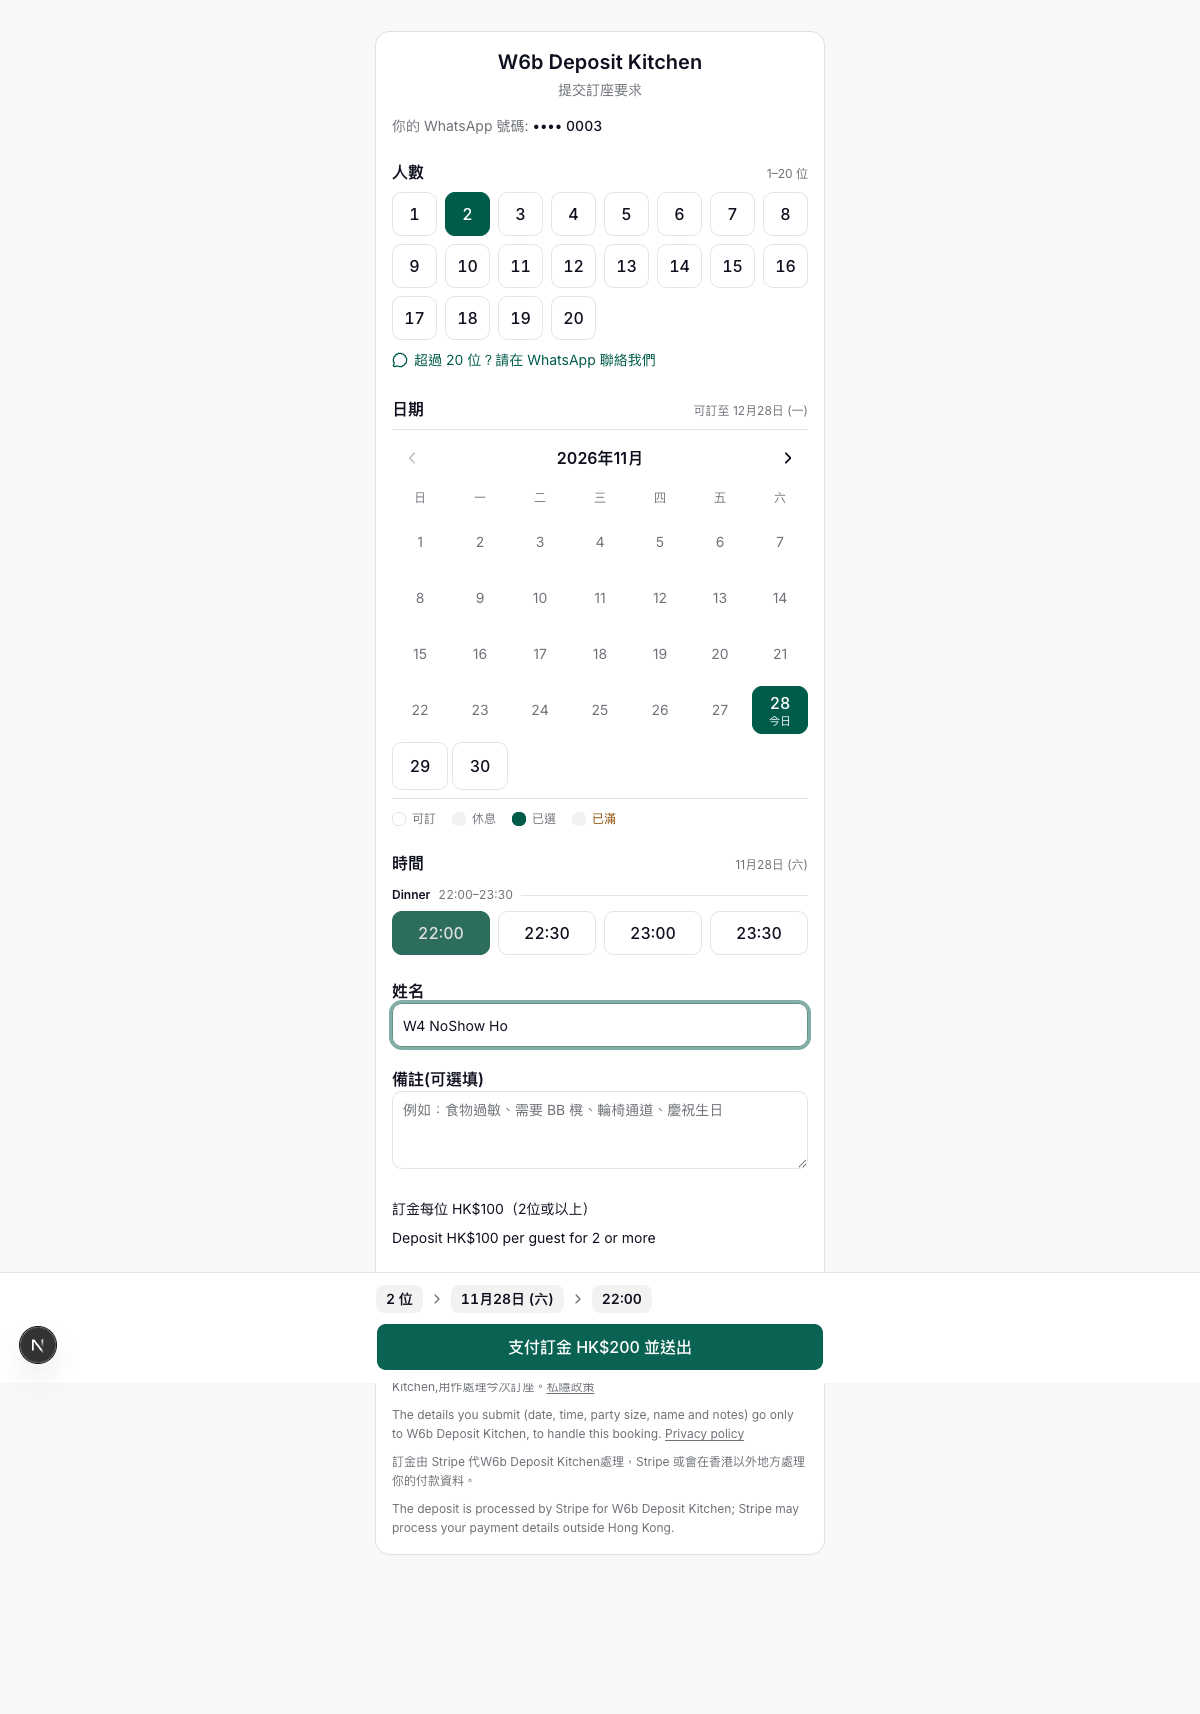 W6b Deposit Kitchen
提交訂座要求
你的 WhatsApp 號碼: •••• 0003
人數 1–20 位
1 2 3 4 5 6 7 8
9 10 11 12 13 14 15 16
17 18 19 20
超過 20 位？請在 WhatsApp 聯絡我們
日期 可訂至 12月28日 (一)
2026年11月
日 一 二 三 四 五 六
1 2 3 4 5 6 7
8 9 10 11 12 13 14
15 16 17 18 19 20 21
22 23 24 25 26 27 28
今日
29 30
可訂 休息 已選 已滿
時間 11月28日 (六)
Dinner 22:00–23:30
22:00 22:30 23:00 23:30
姓名
W4 NoShow Ho
備註(可選填)
例如：食物過敏、需要 BB 櫈、輪椅通道、慶祝生日
訂金每位 HK$100（2位或以上）
Deposit HK$100 per guest for 2 or more
2 位 > 11月28日 (六) > 22:00
N
支付訂金 HK$200 並送出
Kitchen,用作處理今次訂座。私隱政策
The details you submit (date, time, party size, name and notes) go only
to W6b Deposit Kitchen, to handle this booking. Privacy policy
訂金由 Stripe 代W6b Deposit Kitchen處理，Stripe 或會在香港以外地方處理
你的付款資料。
The deposit is processed by Stripe for W6b Deposit Kitchen; Stripe may
process your payment details outside Hong Kong.